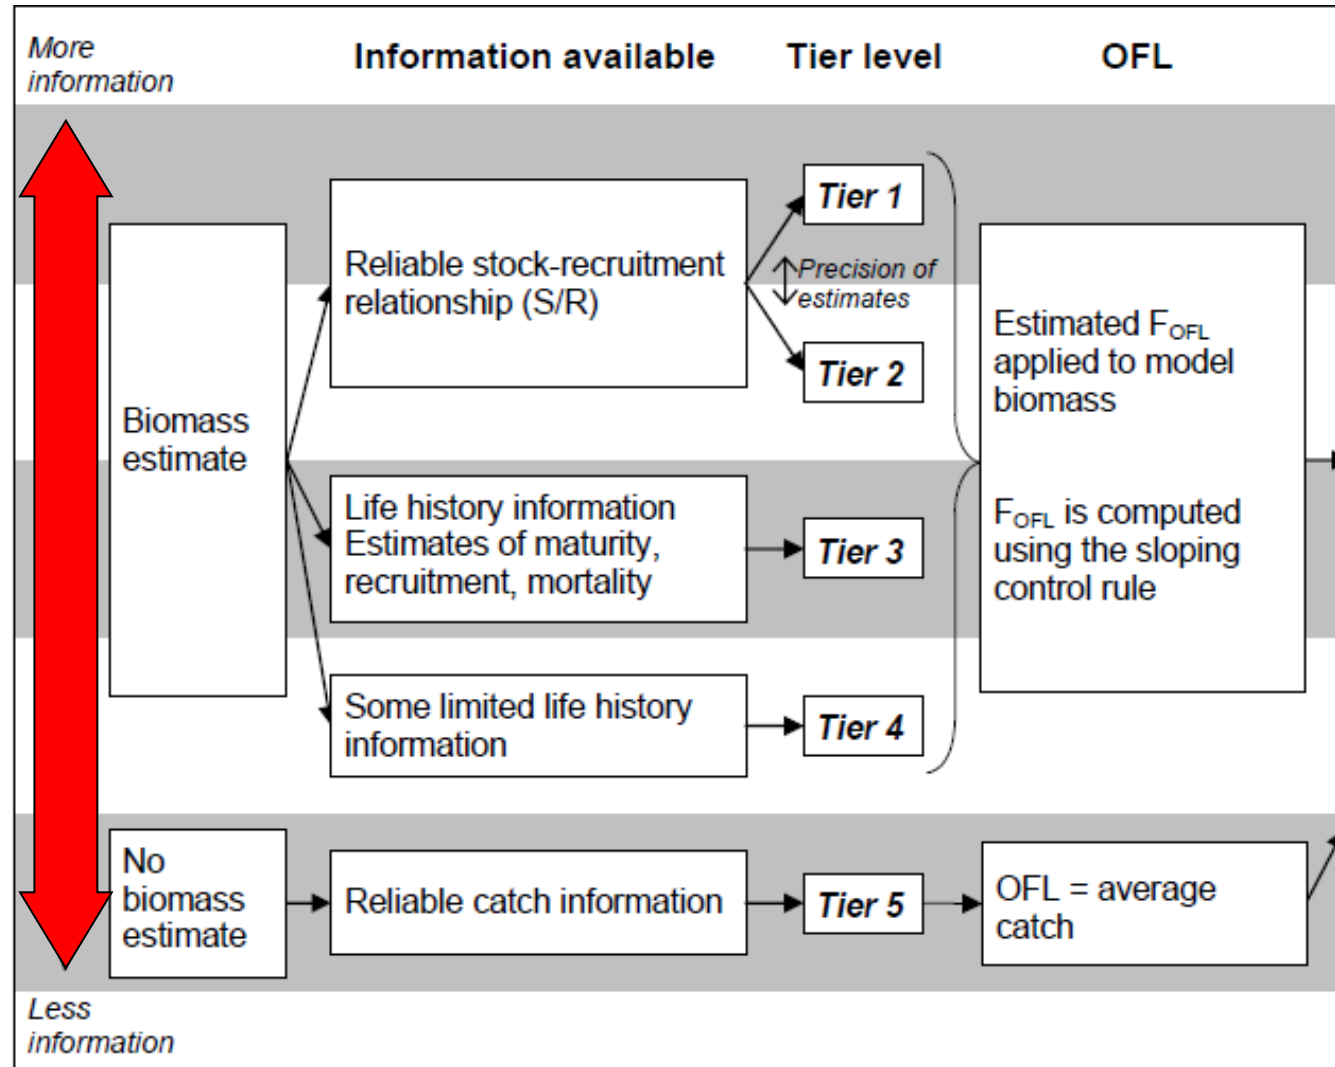 More
information
Information available
Tier level
OFL
Biomass
estimate
Reliable stock-recruitment
relationship (S/R)
Tier 1
Precision of
estimates
Tier 2
Life history information
Estimates of maturity,
recruitment, mortality
Tier 3
Some limited life history
information
Tier 4
Estimated FOFL
applied to model
biomass
FOFL is computed
using the sloping
control rule
No
biomass
estimate
Reliable catch information
Tier 5
OFL = average
catch
Less
information